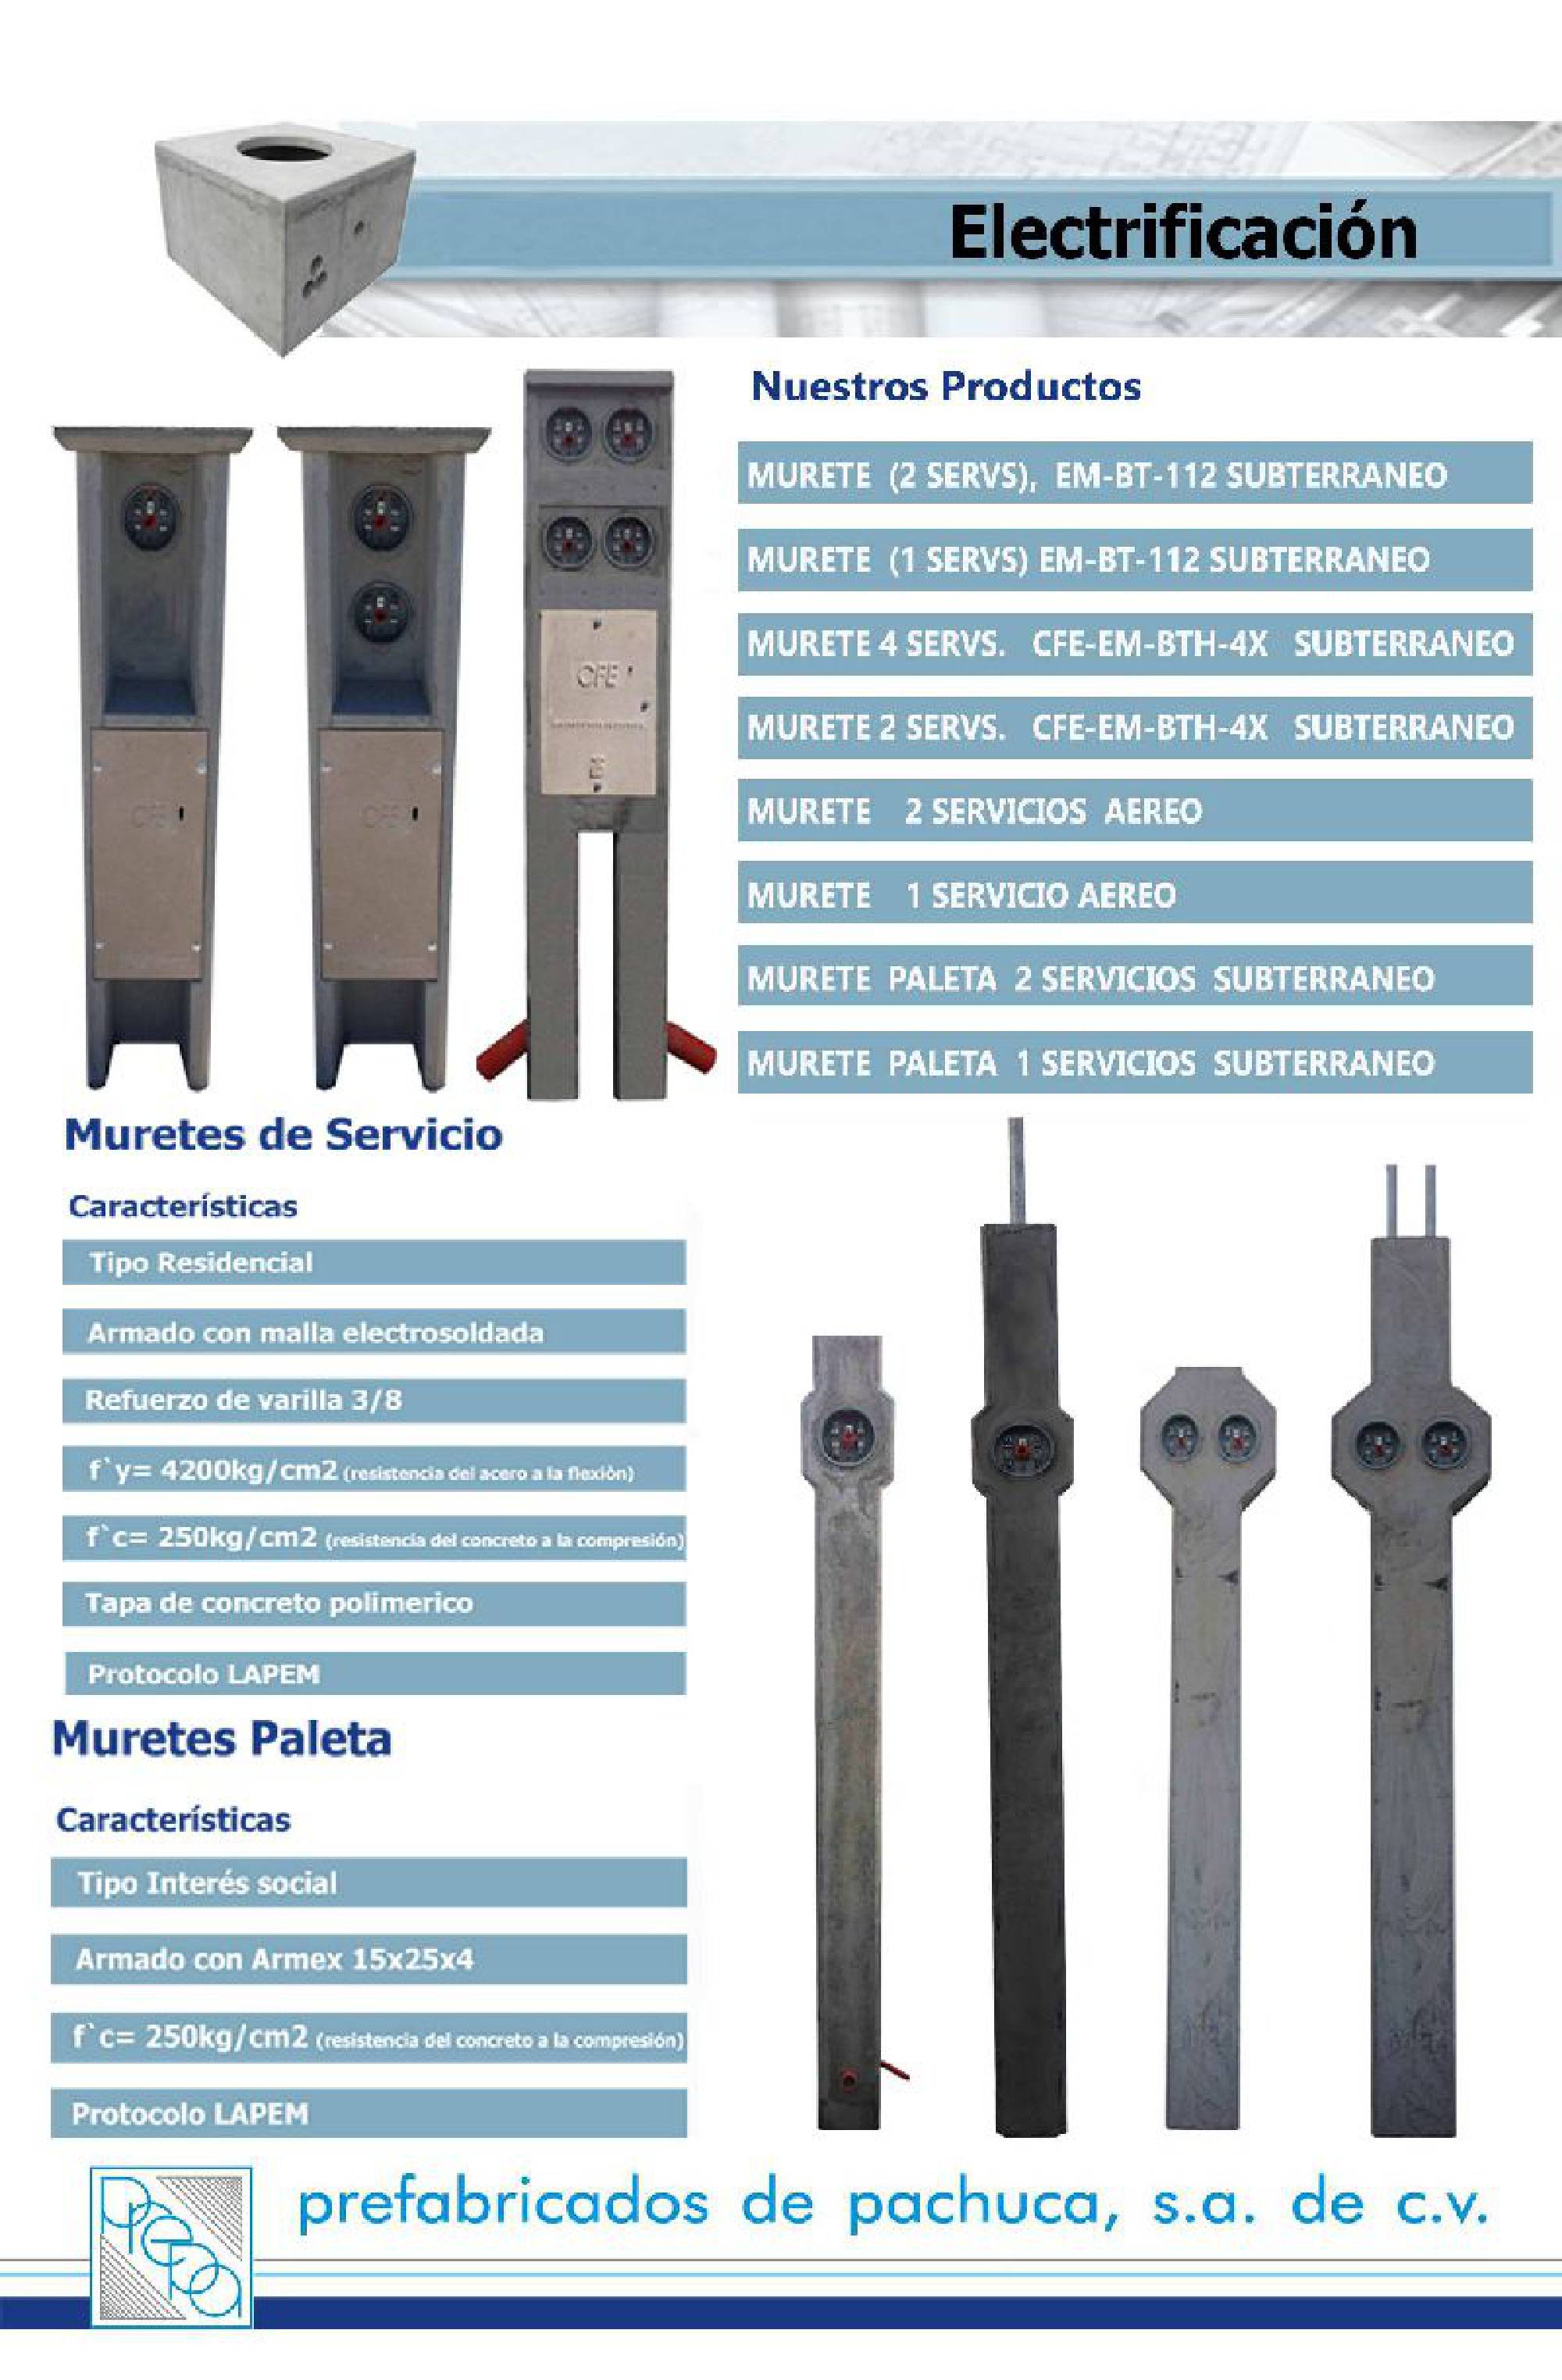 Electrificación
Nuestros Productos
MURETE (2 SERVS), EM-BT-112 SUBTERRANEO
MURETE (1 SERVS) EM-BT-112 SUBTERRANEO
MURETE 4 SERVS. CFE-EM-BTH-4X SUBTERRANEO
MURETE 2 SERVS. CFE-EM-BTH-4X SUBTERRANEO
MURETE 2 SERVICIOS AEREO
MURETE 1 SERVICIO AEREO
MURETE PALETA 2 SERVICIOS SUBTERRANEO
MURETE PALETA 1 SERVICIOS SUBTERRANEO
CFE
CFE
CFE
Muretes de Servicio
Características
Tipo Residencial
Armado con malla electrosoldada
Refuerzo de varilla 3/8
f`y= 4200kg/cm2 (resistencia del acero a la flexiòn)
f`c= 250kg/cm2 (resistencia del concreto a la compresión)
Tapa de concreto polimerico
Protocolo LAPEM
Muretes Paleta
Características
Tipo Interés social
Armado con Armex 15x25x4
f`c= 250kg/cm2 (resistencia del concreto a la compresión)
Protocolo LAPEM
prepa
prefabricados de pachuca, s.a. de c.v.